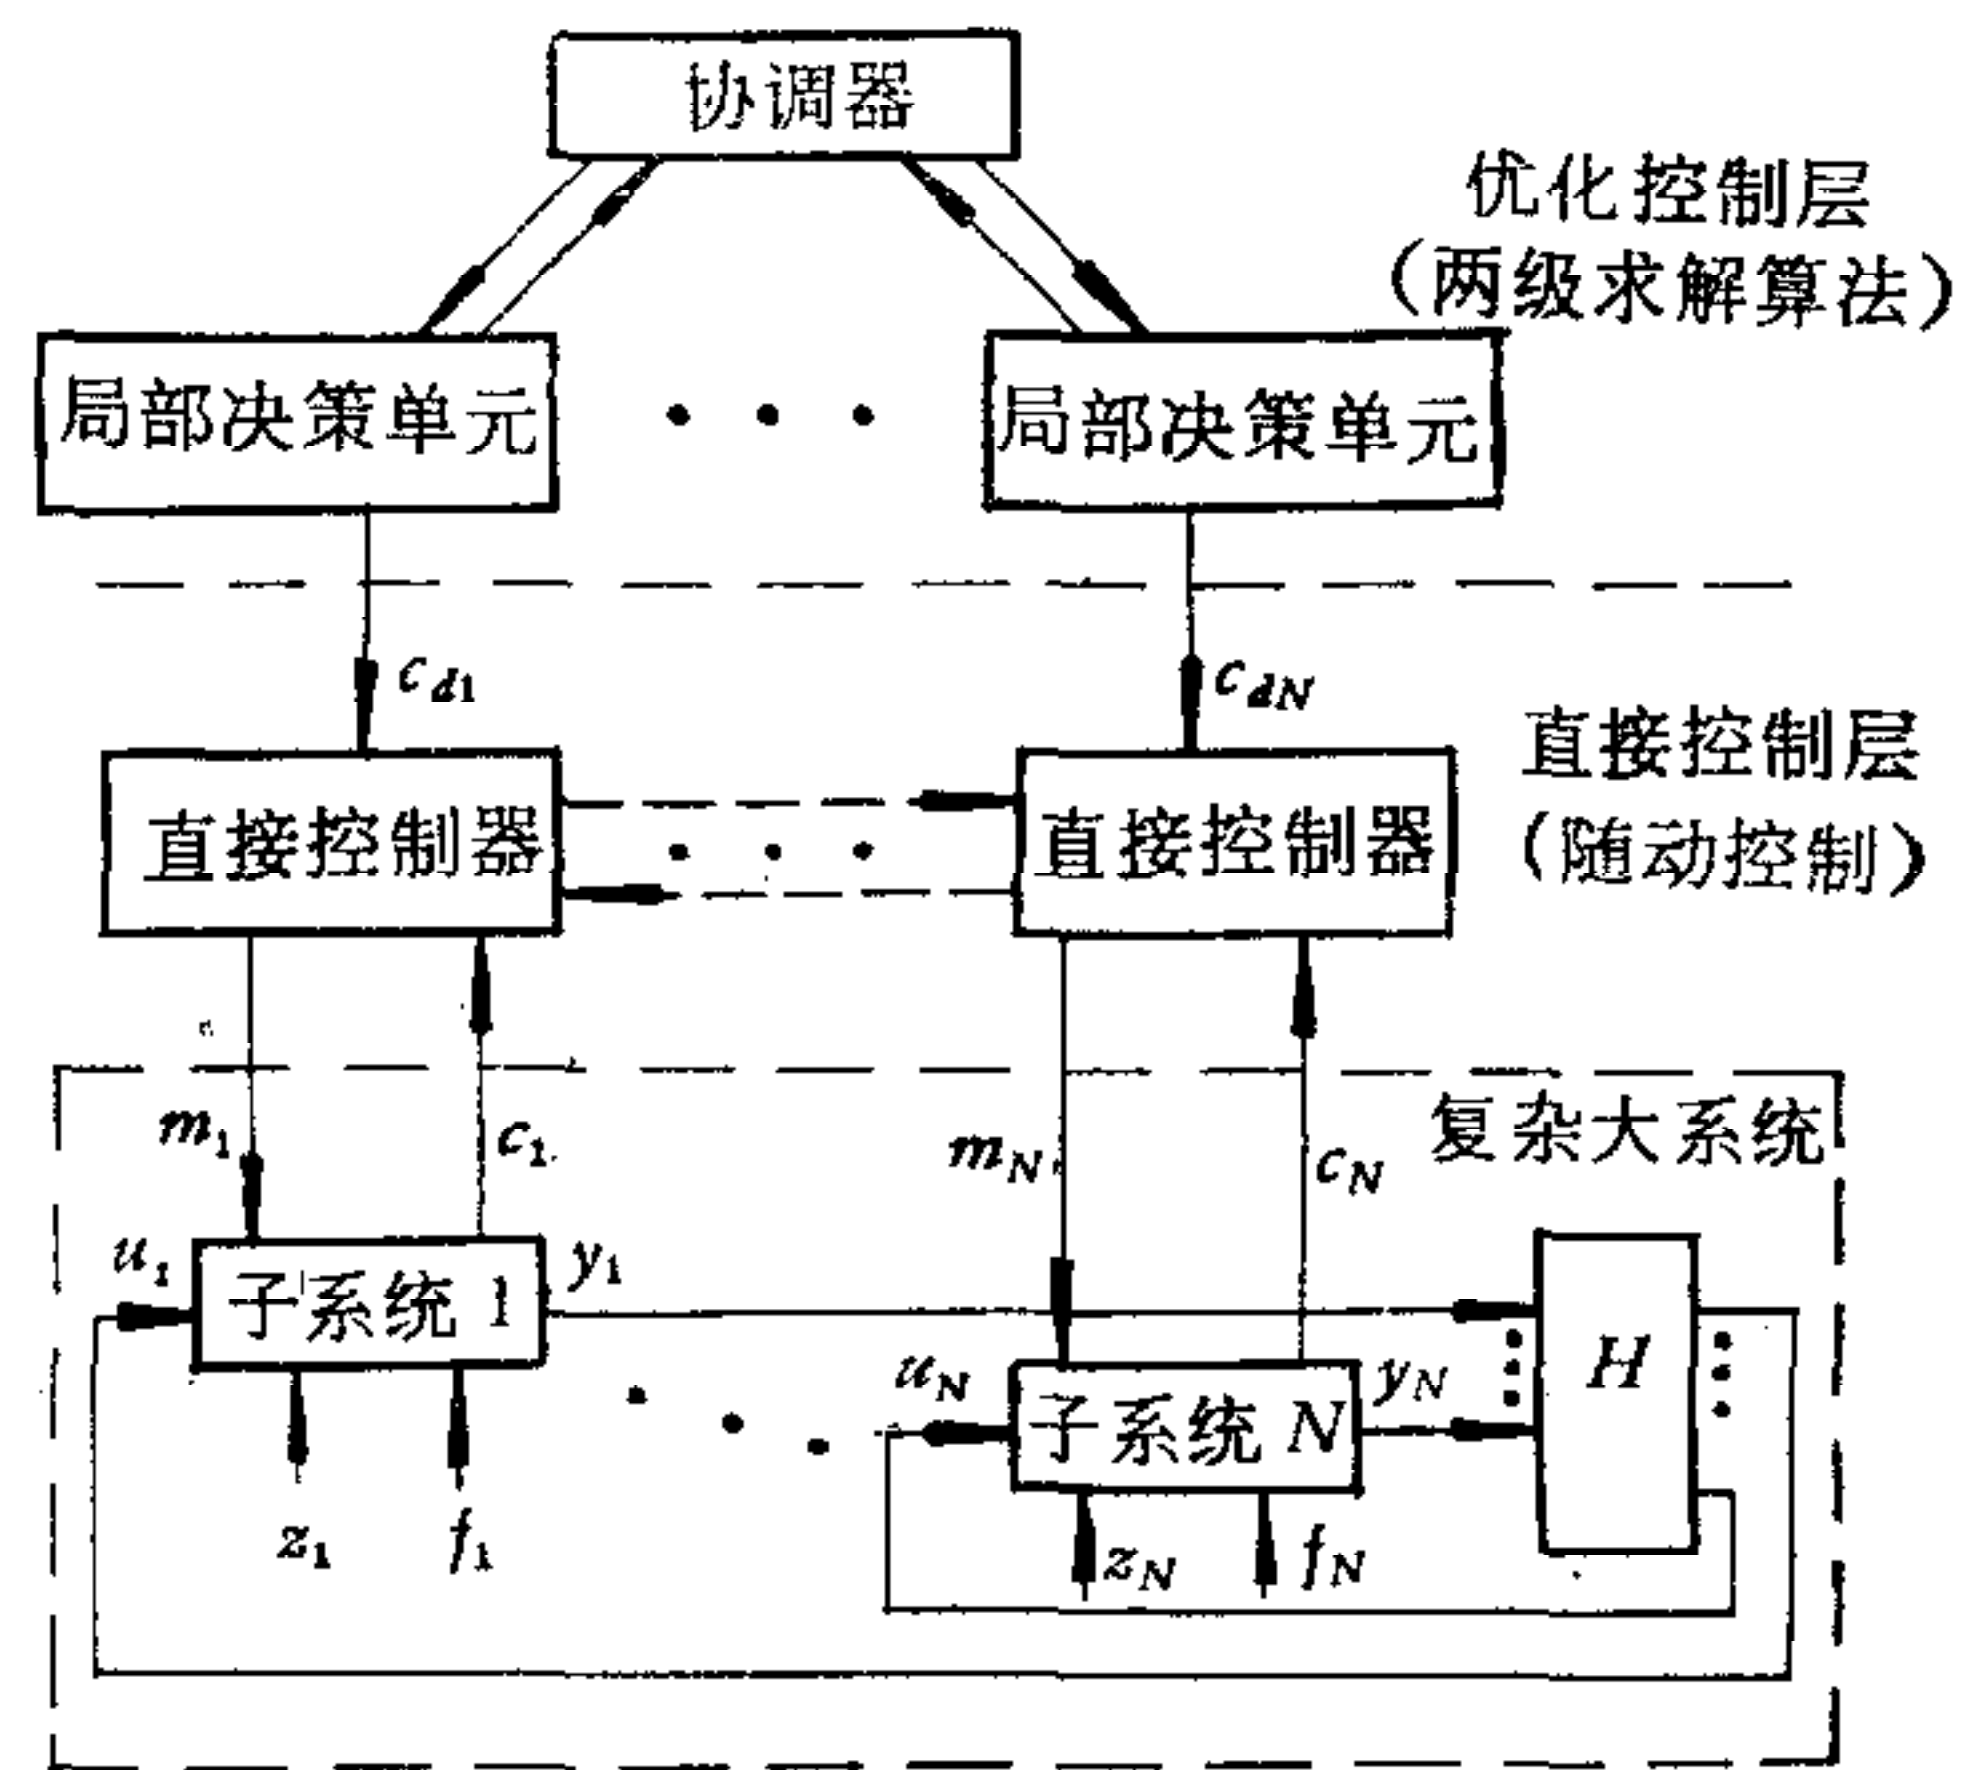 协调器
优化控制层
(两级求解算法)
局部决策单元
局部决策单元
c_{d1}
c_{dN}
直接控制层
(随动控制)
直接控制器
直接控制器
m_1
c_1
m_N
c_N
复杂大系统
u_1
子系统 1
y_1
H
u_N
子系统 N
y_N
z_1
f_1
z_N
f_N